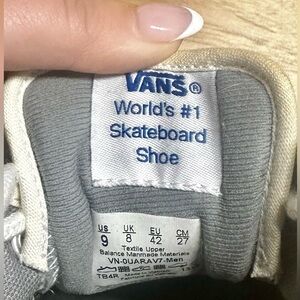 VANS®
World's #1
Skateboard
Shoe
US UK EU CM
9 8 42 27
Textile Upper
Balance Manmade Materials
VN-0UARAV7-Men
TB4R